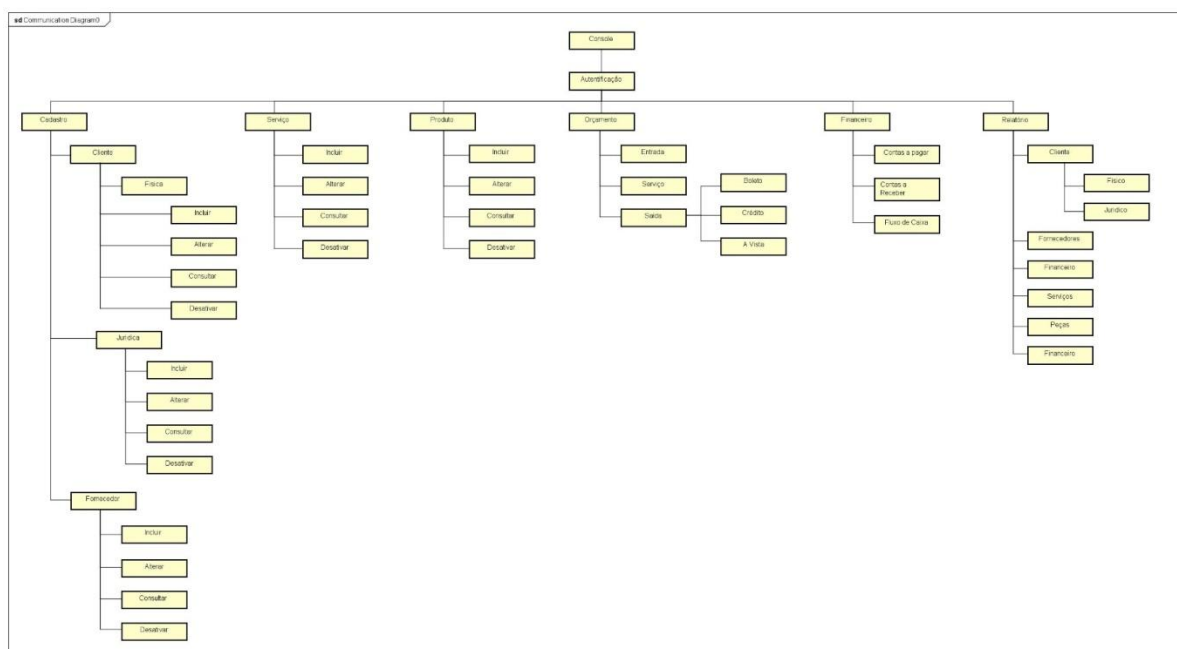 sd Communication Diagram0
Console
Autentificação
Cadastro
Serviço
Produto
Orçamento
Financeiro
Relatório
Cliente
Física
Incluir
Alterar
Consultar
Desativar
Juridica
Incluir
Alterar
Consultar
Desativar
Fornecedor
Incluir
Alterar
Consultar
Desativar
Incluir
Alterar
Consultar
Desativar
Incluir
Alterar
Consultar
Desativar
Entrada
Serviço
Saída
Boleto
Crédito
A Vista
Contas a pagar
Contas a
Receber
Fluxo de Caixa
Cliente
Físico
Jurídico
Fornecedores
Financeiro
Serviços
Peças
Financeiro